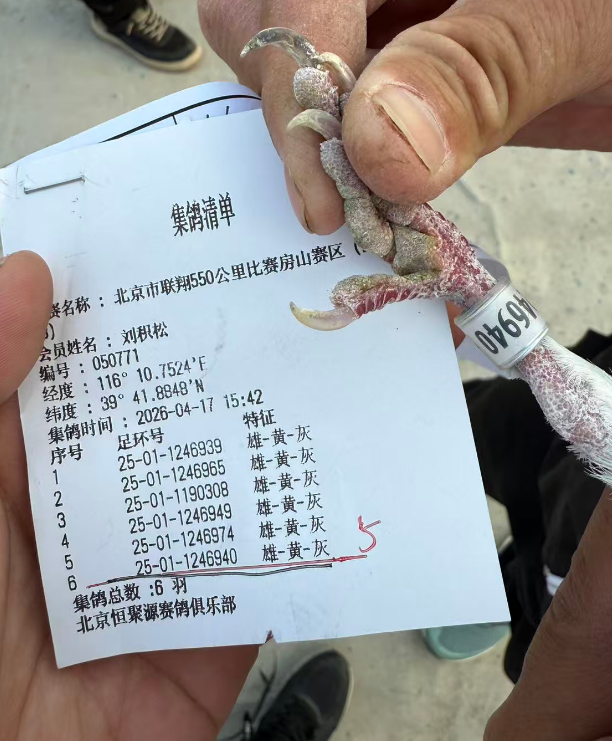 集鸽清单
赛名称 : 北京市联翔550公里比赛房山赛区 (
会员姓名 : 刘积松
编号 : 050771
经度 : 116° 10.7524'E
纬度 : 39° 41.8848'N
集鸽时间 : 2026-04-17 15:42
序号 足环号 特征
1 25-01-1246939 雄-黄-灰
2 25-01-1246965 雄-黄-灰
3 25-01-1190308 雄-黄-灰
4 25-01-1246949 雄-黄-灰
5 25-01-1246974 雄-黄-灰
6 25-01-1246940 雄-黄-灰
5
集鸽总数 :6 羽
北京恒聚源赛鸽俱乐部
46940